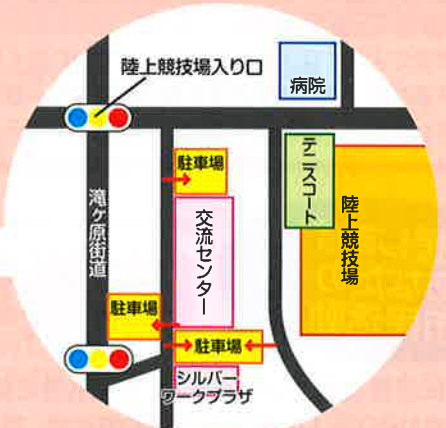 陸上競技場入り口
病院
駐車場
テニスコート
滝ヶ原街道
交流センター
陸上競技場
駐車場
駐車場
シルバー
ワークプラザ